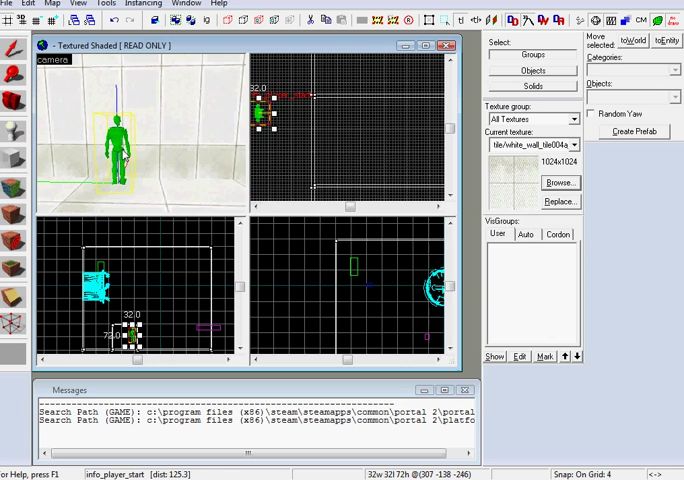 Edit Map View Tools Instancing Window Help
- Textured Shaded [ READ ONLY ]
camera
32.0
32.0
72.0
Select:
Groups
Objects
Solids
Texture group:
All Textures
Current texture:
tile/white_wall_tile004a
1024x1024
Browse...
Replace...
VisGroups:
User Auto Cordon
Show Edit Mark
Move selected:
toWorld toEntity
Categories:
Objects:
Random Yaw
Create Prefab
Messages
Search Path (GAME): c:\program files (x86)\steam\steamapps\common\portal 2\portal
Search Path (GAME): c:\program files (x86)\steam\steamapps\common\portal 2\platfo
For Help, press F1 info_player_start [dist: 125.3] 32w 32l 72h @(307 -138 -246) Snap: On Grid: 4 <->